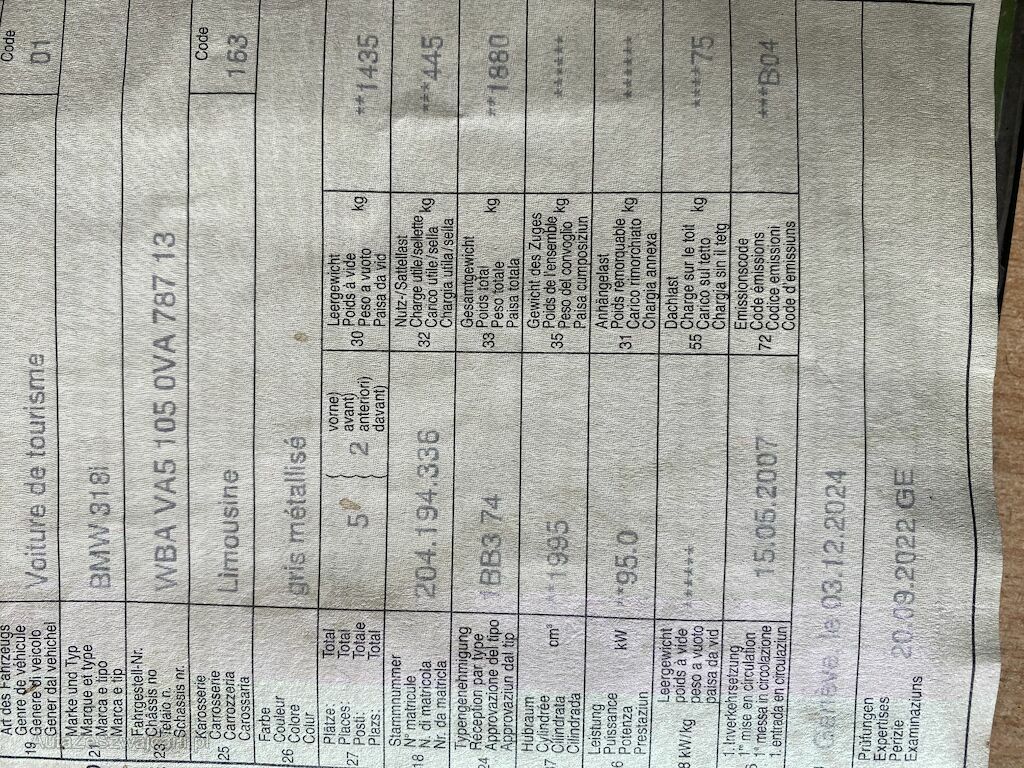 Art des Fahrzeugs
Genre de véhicule
19 Genere di veicolo
Gener dal vehichel
Voiture de tourisme
Code
01
Marke und Typ
21 Marque et type
Marca e tipo
Marca e tip
BMW 318i
Fahrgestell-Nr.
23 Châssis no
Telaio n.
Schassis nr.
WBA VA5 105 0VA 787 13
Karosserie
25 Carrosserie
Carrozzeria
Carossaria
Limousine
Code
163
Farbe
26 Couleur
Colore
Colur
gris métallisé
Plätze: Total
27 Places: Total
Posti: Totale
Plazs: Total
5 2
vorne)
avant)
anteriori)
davant)
Leergewicht
30 Poids à vide kg
Peso a vuoto
Paisa da vid
**1435
Stammnummer
18 N° matricule
N. di matricola
Nr. da matricla
204.194.336
Nutz-/Sattellast
32 Charge utile/sellette kg
Carico utile/sella
Chargia utila/sella
***445
Typengenehmigung
24 Réception par type
Approvazione del tipo
Approvaziun dal tip
1BB3 74
Gesamtgewicht
33 Poids total kg
Peso totale
Paisa totala
**1880
Hubraum
37 Cylindrée cm³
Cilindrata
Cilindrada
**1995
Gewicht des Zuges
35 Poids de l'ensemble kg
Peso del convoglio
Paisa cumposiziun
******
Leistung
6 Puissance kW
Potenza
Prestaziun
**95.0
Anhängelast
31 Poids remorquable kg
Carico rimorchiato
Chargia annexa
******
Leergewicht
8 kW/kg poids à vide
peso a vuoto
paisa da vid
******
Dachlast
55 Charge sur le toit kg
Carico sul tetto
Chargia sin il tetg
****75
1. Inverkehrsetzung
1re mise en circulation
1a messa in circolazione
1. entrada en circulaziun
15.05.2007
Emissionscode
72 Code émissions
Codice emissioni
Code d'emissiuns
***B04
Genève, le 03.12.2024
Prüfungen
Expertises
Perizie
Examinaziuns
20.09.2022 GE